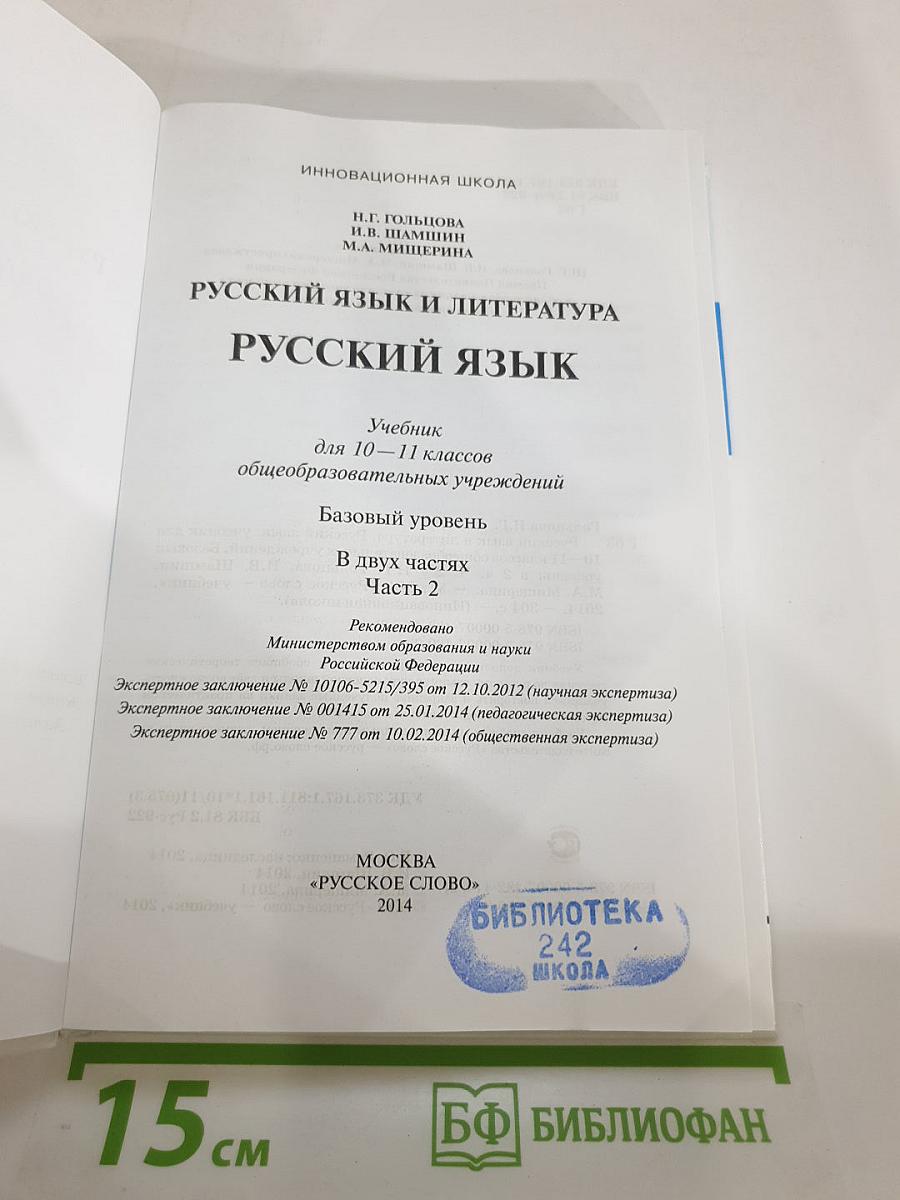 ИННОВАЦИОННАЯ ШКОЛА
Н.Г. ГОЛЬЦОВА
И.В. ШАМШИН
М.А. МИЩЕРИНА
РУССКИЙ ЯЗЫК И ЛИТЕРАТУРА
РУССКИЙ ЯЗЫК
Учебник
для 10—11 классов
общеобразовательных учреждений
Базовый уровень
В двух частях
Часть 2
Рекомендовано
Министерством образования и науки
Российской Федерации
Экспертное заключение № 10106-5215/395 от 12.10.2012 (научная экспертиза)
Экспертное заключение № 001415 от 25.01.2014 (педагогическая экспертиза)
Экспертное заключение № 777 от 10.02.2014 (общественная экспертиза)
МОСКВА
«РУССКОЕ СЛОВО»
2014
БИБЛИОТЕКА
242
ШКОЛА
15 см
БФ БИБЛИОФАН